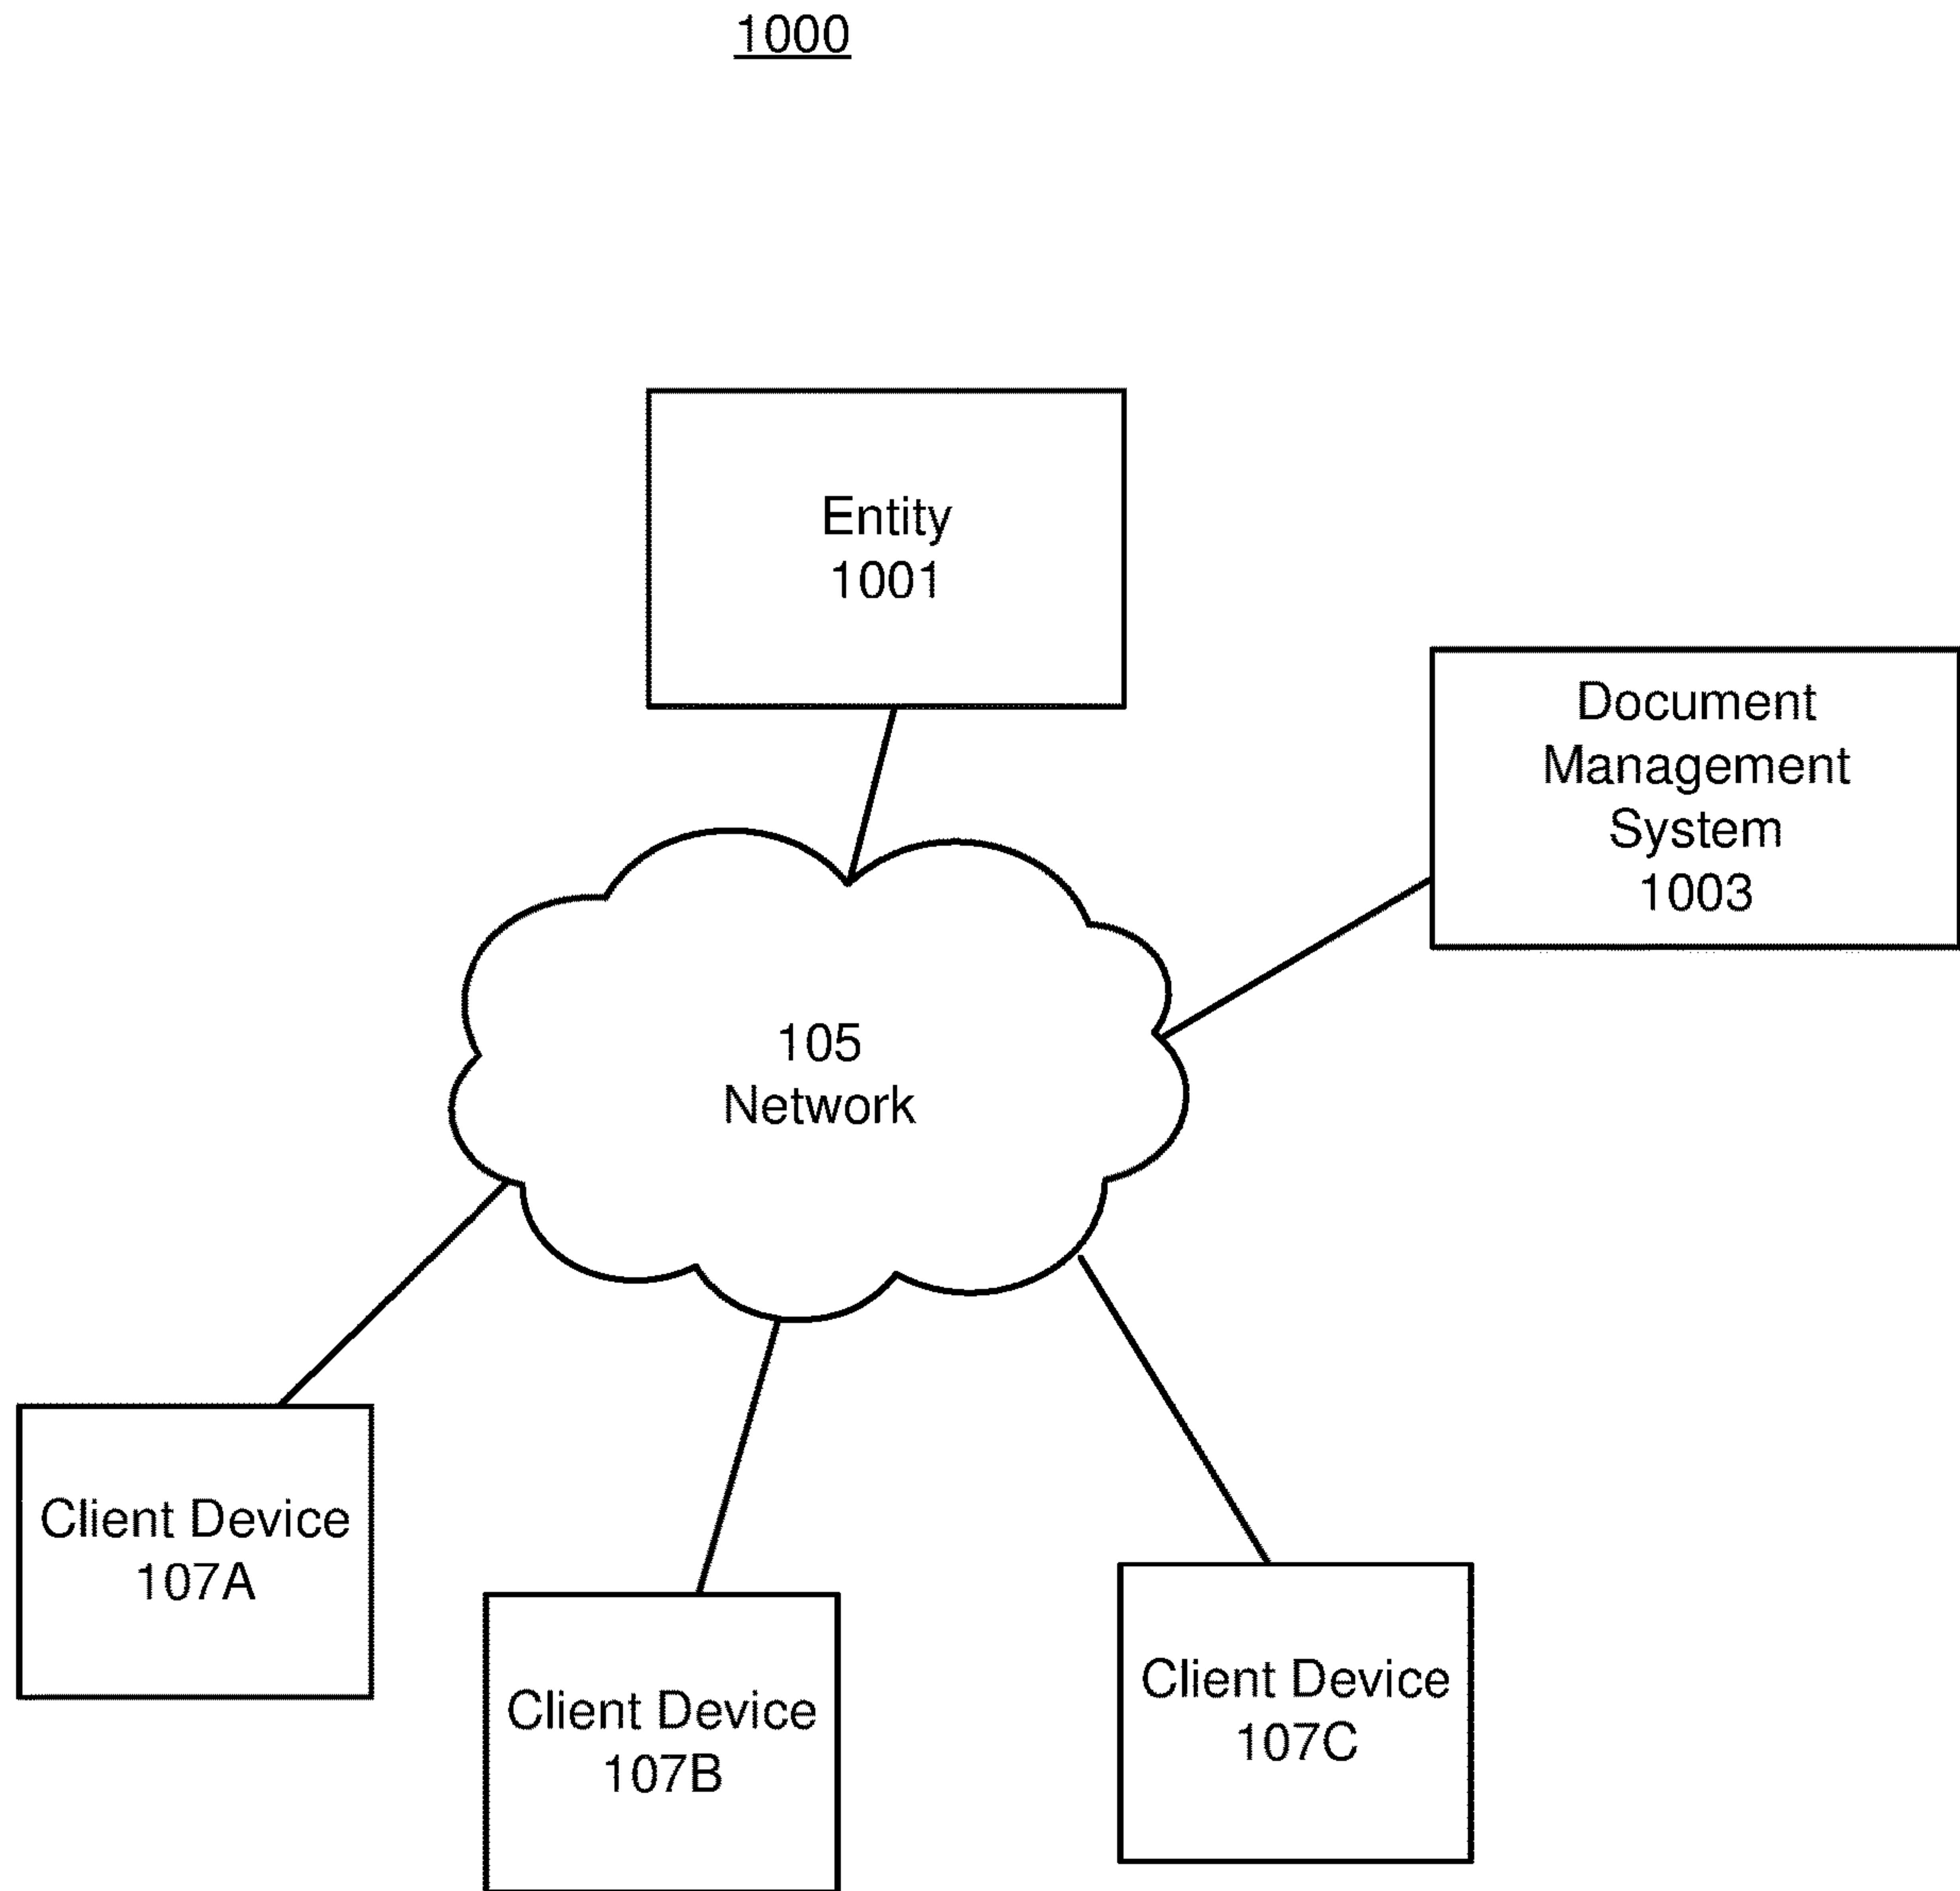 1000
Entity
1001
Document
Management
System
1003
105
Network
Client Device
107A
Client Device
107B
Client Device
107C